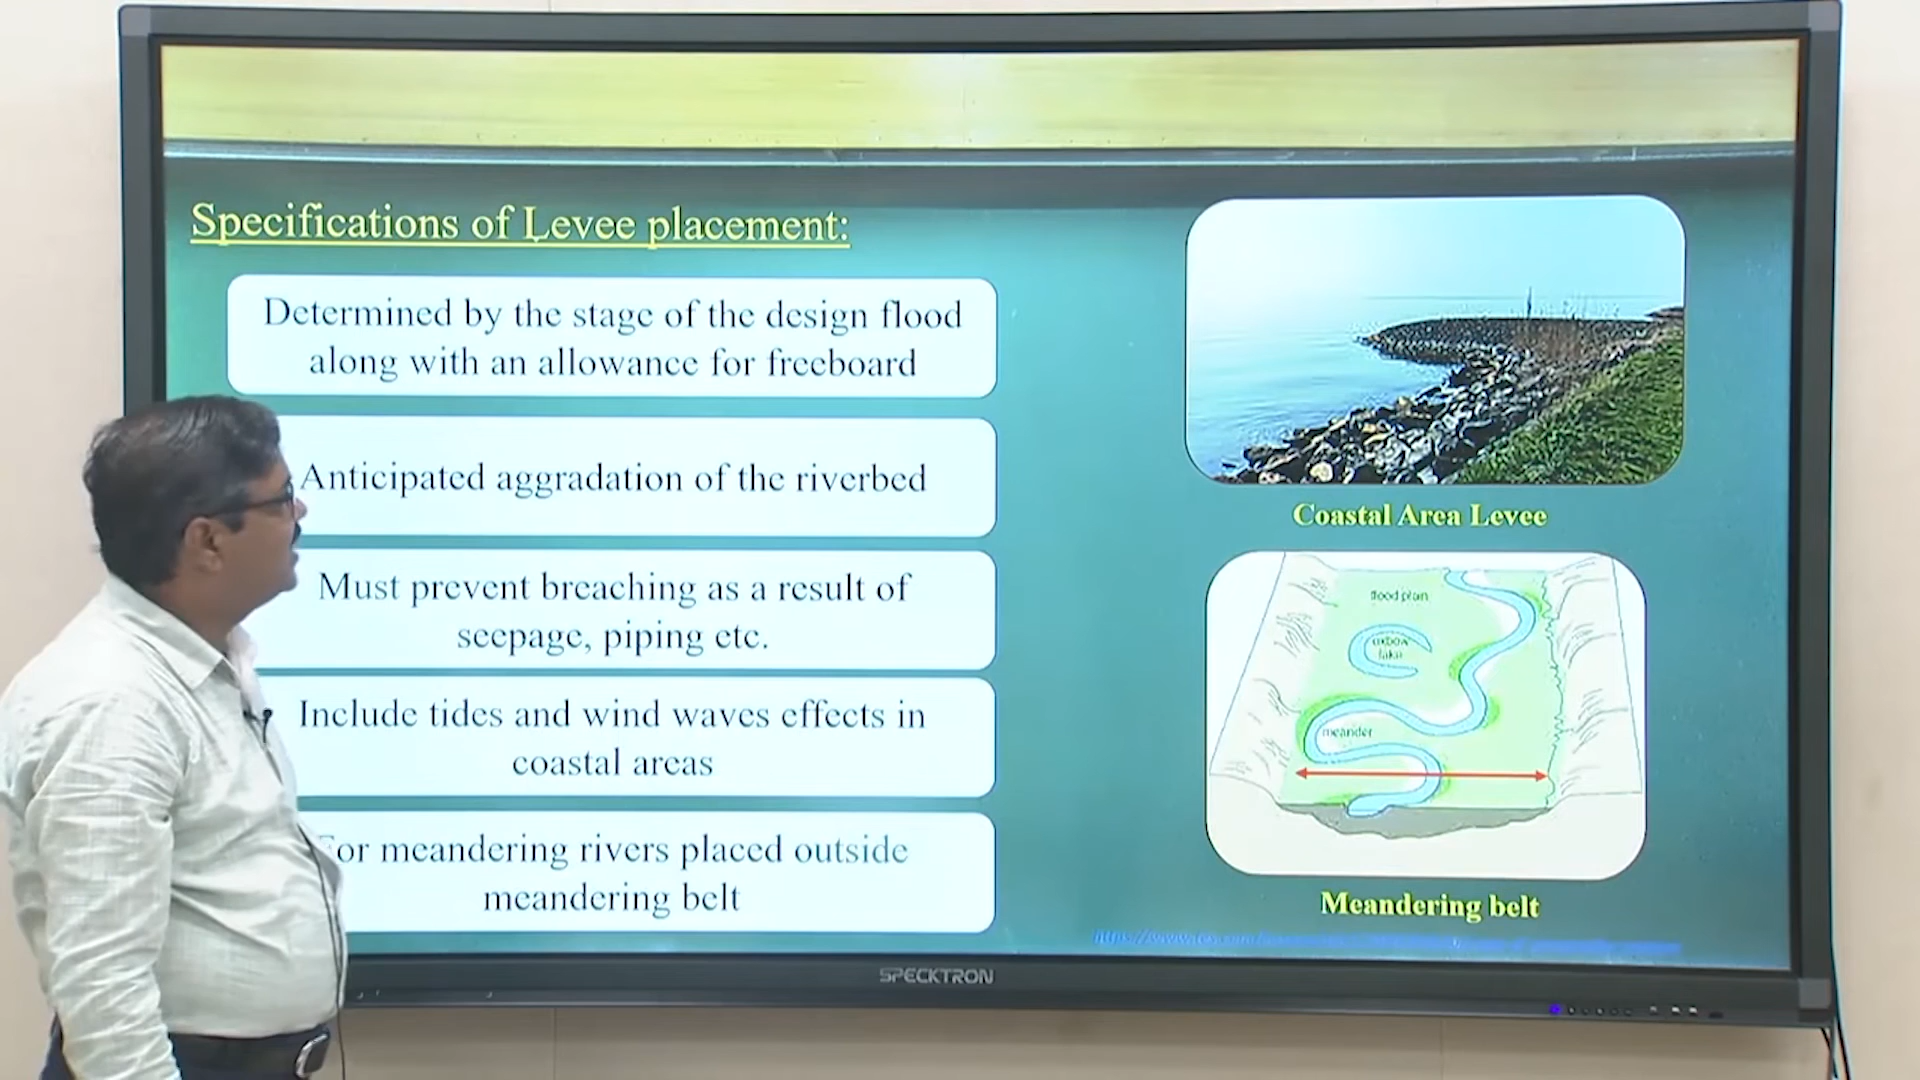 Specifications of Levee placement:
Determined by the stage of the design flood
along with an allowance for freeboard
Anticipated aggradation of the riverbed
Must prevent breaching as a result of
seepage, piping etc.
Include tides and wind waves effects in
coastal areas
For meandering rivers placed outside
meandering belt
Coastal Area Levee
flood plain
oxbow
lake
meander
Meandering belt
SPECKTRON